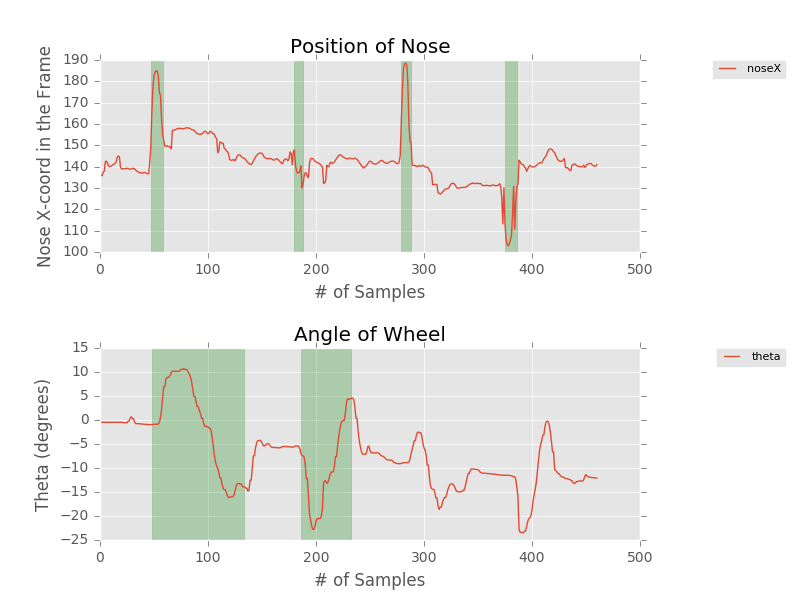 Position of Nose
190
180
170
160
150
140
130
120
110
100
Nose X-coord in the Frame
0 100 200 300 400 500
# of Samples
noseX
Angle of Wheel
15
10
5
0
−5
−10
−15
−20
−25
Theta (degrees)
0 100 200 300 400 500
# of Samples
theta